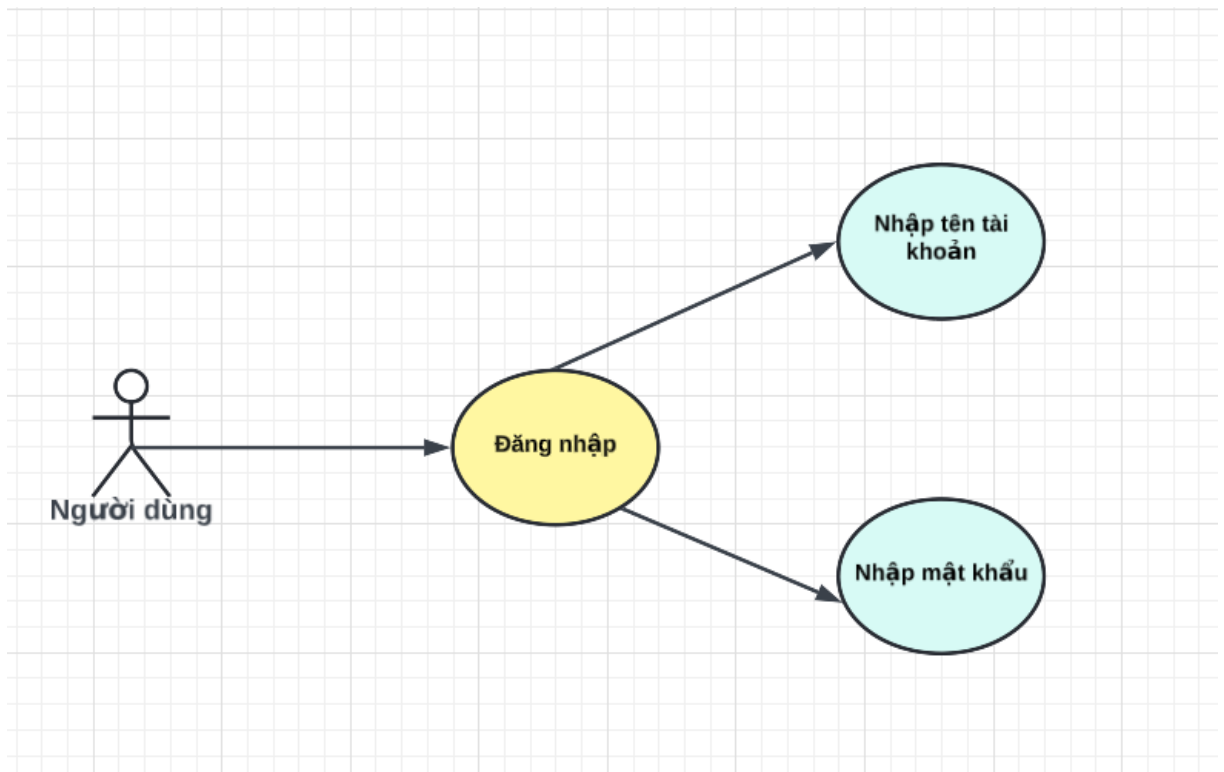 Nhập tên tài
khoản
Đăng nhập
Người dùng
Nhập mật khẩu